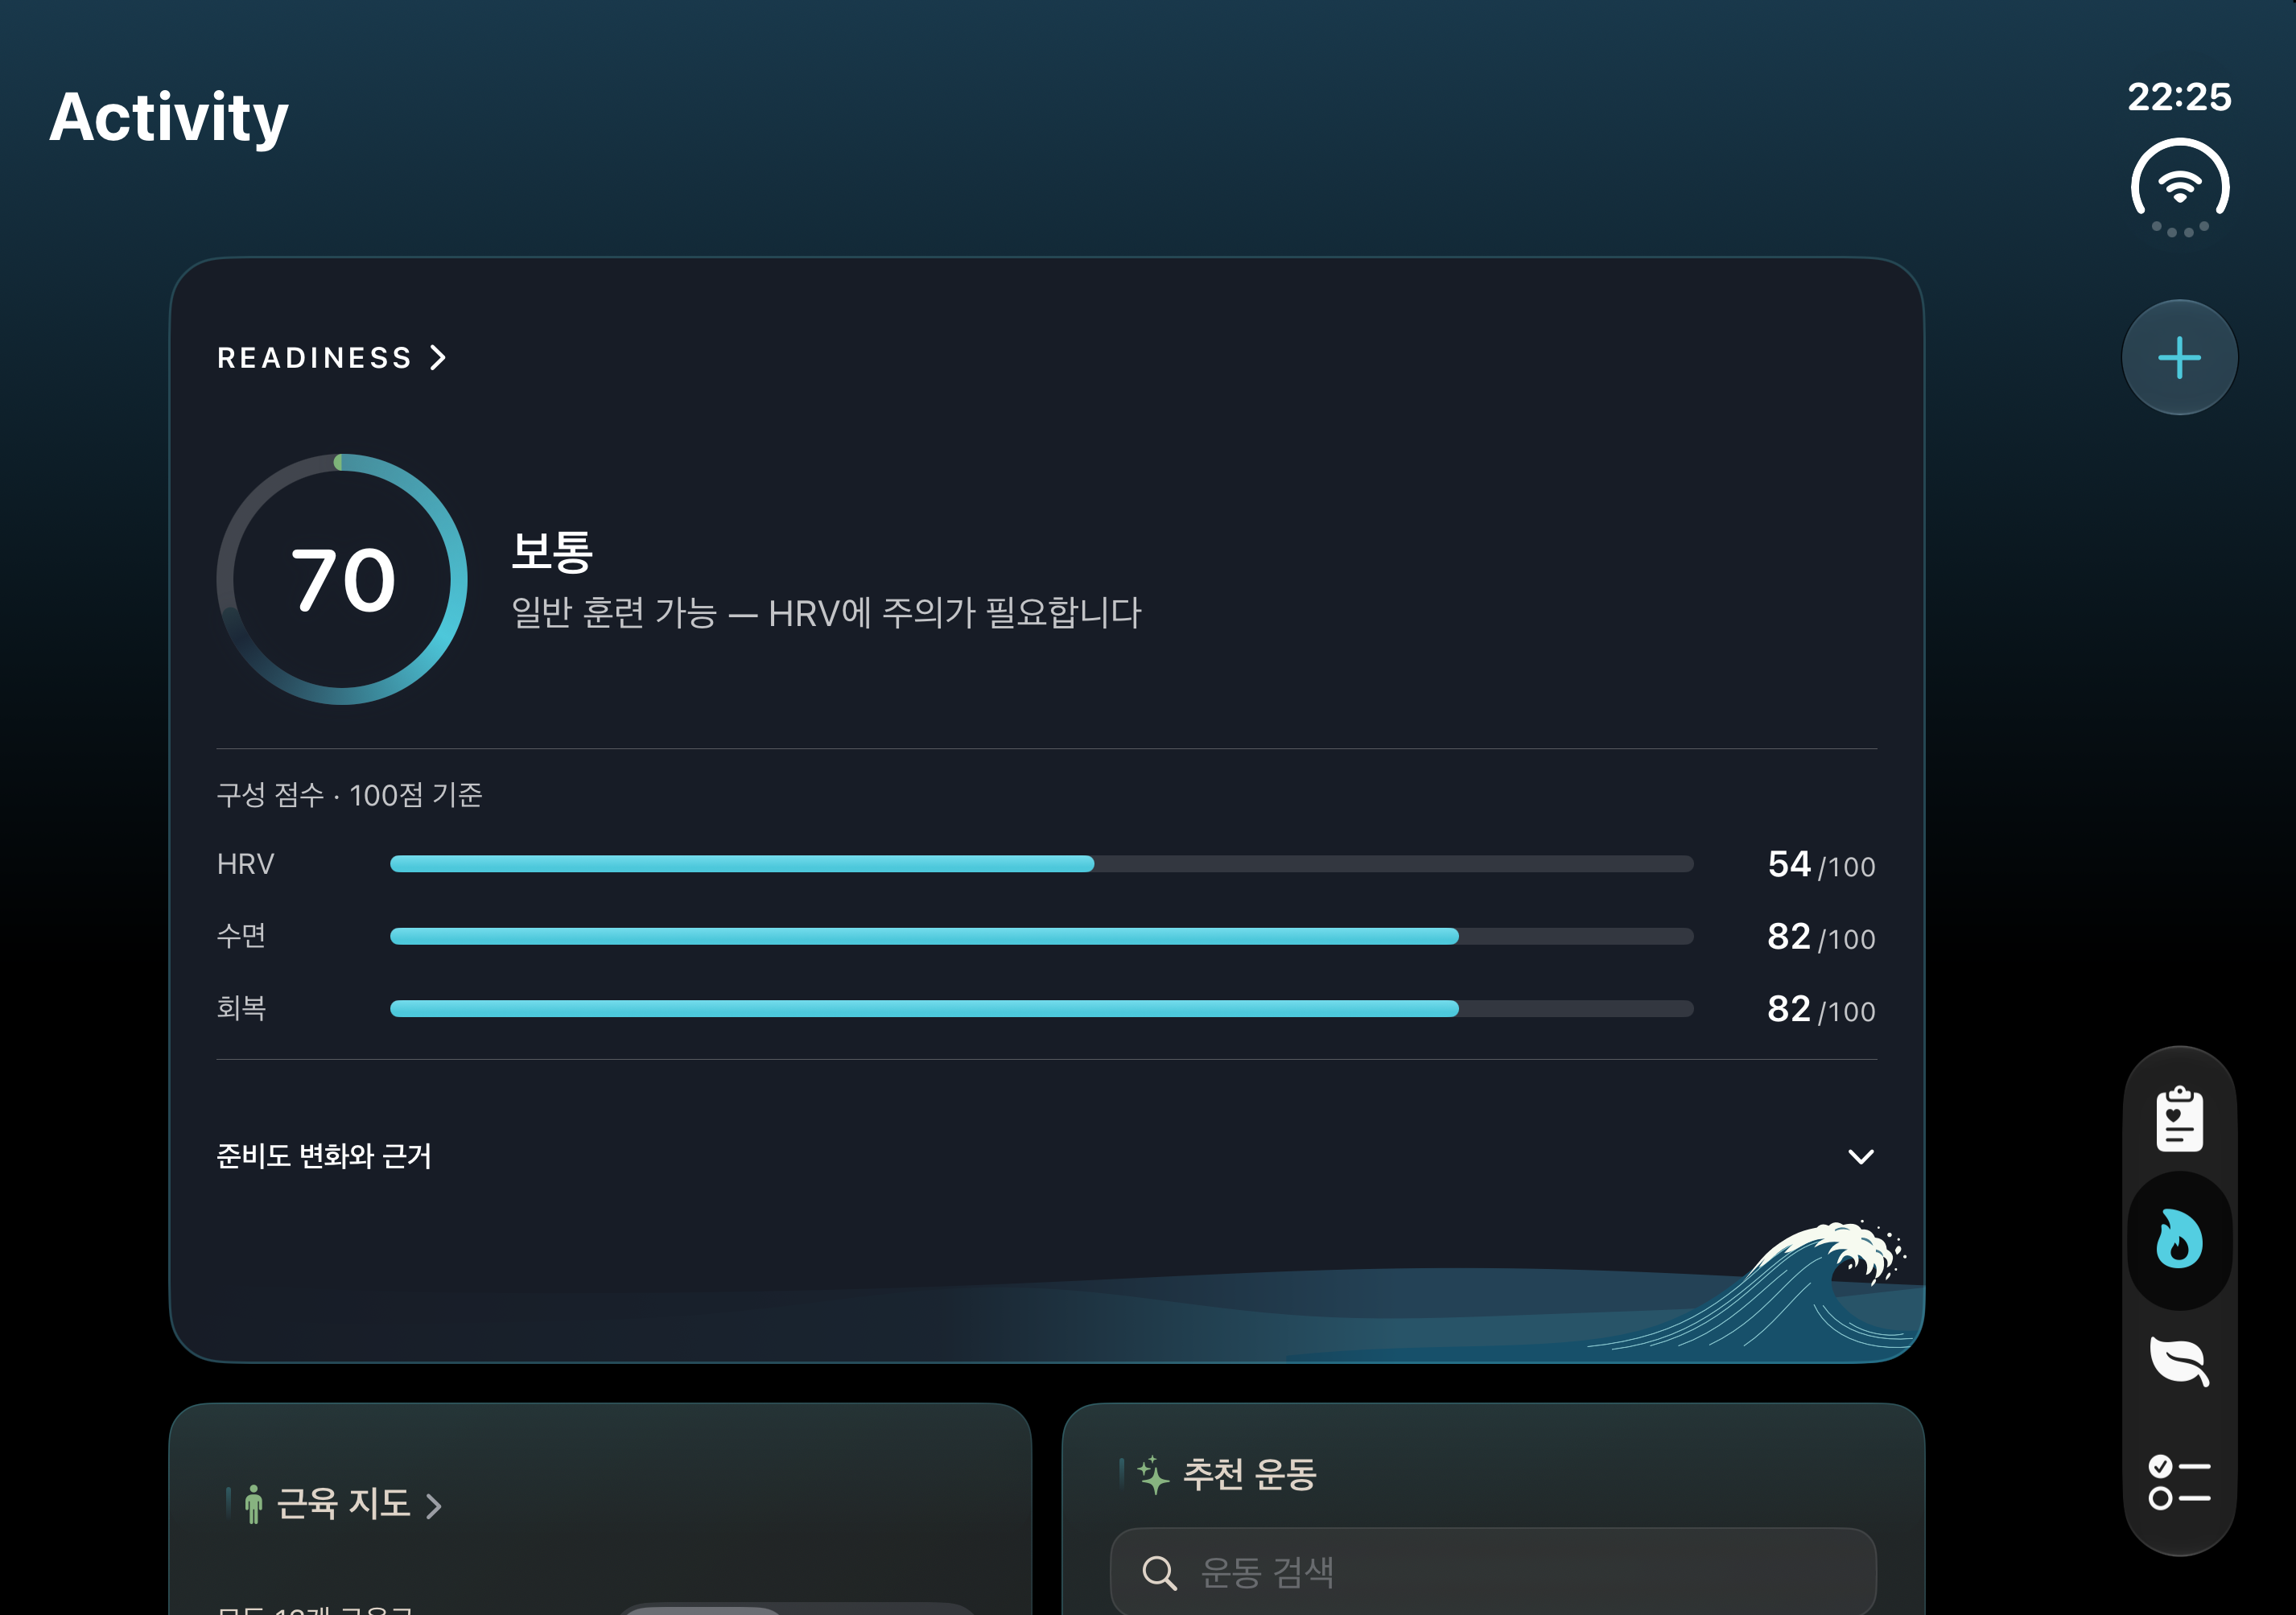 Activity
22:25
READINESS
70
보통
일반 훈련 가능 — HRV에 주의가 필요합니다
구성 점수 · 100점 기준
HRV
54 /100
수면
82 /100
회복
82 /100
준비도 변화와 근거
근육 지도
추천 운동
운동 검색